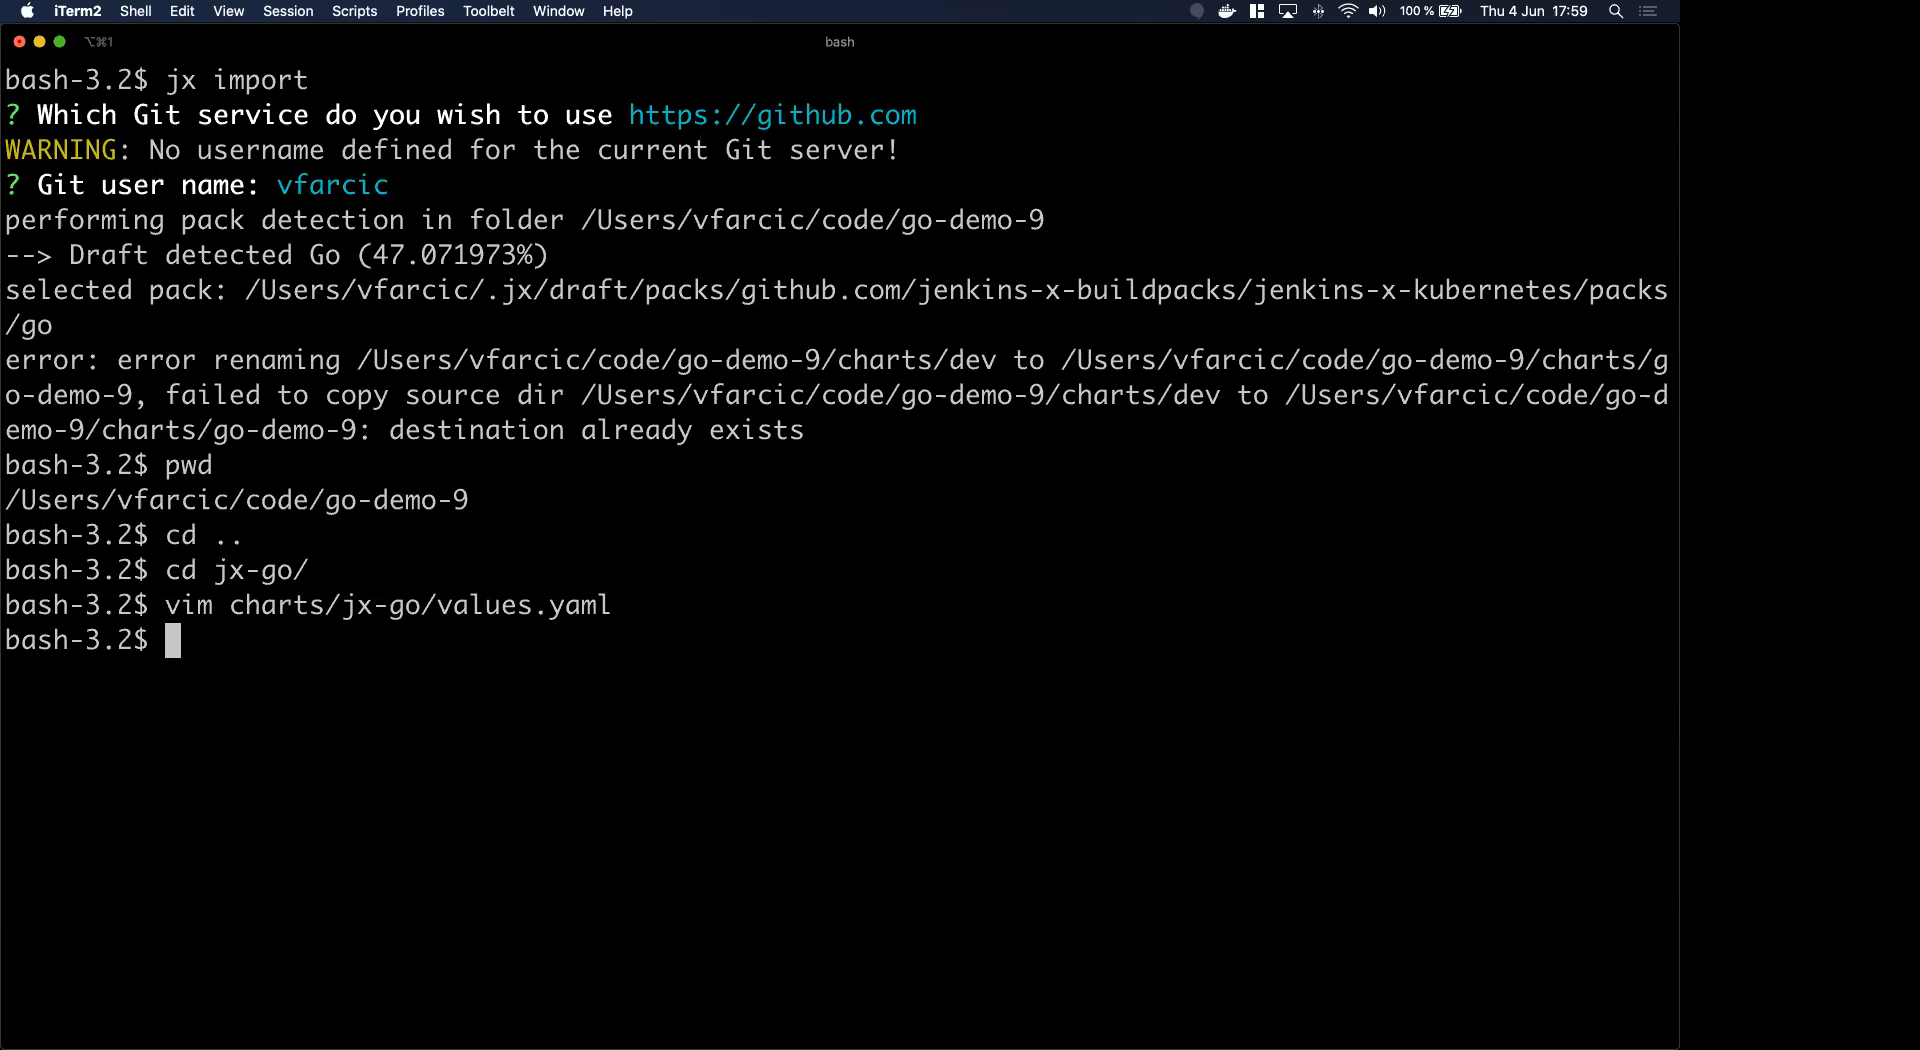 iTerm2 Shell Edit View Session Scripts Profiles Toolbelt Window Help 100 % Thu 4 Jun 17:59
⌥⌘1 bash
bash-3.2$ jx import
? Which Git service do you wish to use https://github.com
WARNING: No username defined for the current Git server!
? Git user name: vfarcic
performing pack detection in folder /Users/vfarcic/code/go-demo-9
--> Draft detected Go (47.071973%)
selected pack: /Users/vfarcic/.jx/draft/packs/github.com/jenkins-x-buildpacks/jenkins-x-kubernetes/packs
/go
error: error renaming /Users/vfarcic/code/go-demo-9/charts/dev to /Users/vfarcic/code/go-demo-9/charts/g
o-demo-9, failed to copy source dir /Users/vfarcic/code/go-demo-9/charts/dev to /Users/vfarcic/code/go-d
emo-9/charts/go-demo-9: destination already exists
bash-3.2$ pwd
/Users/vfarcic/code/go-demo-9
bash-3.2$ cd ..
bash-3.2$ cd jx-go/
bash-3.2$ vim charts/jx-go/values.yaml
bash-3.2$